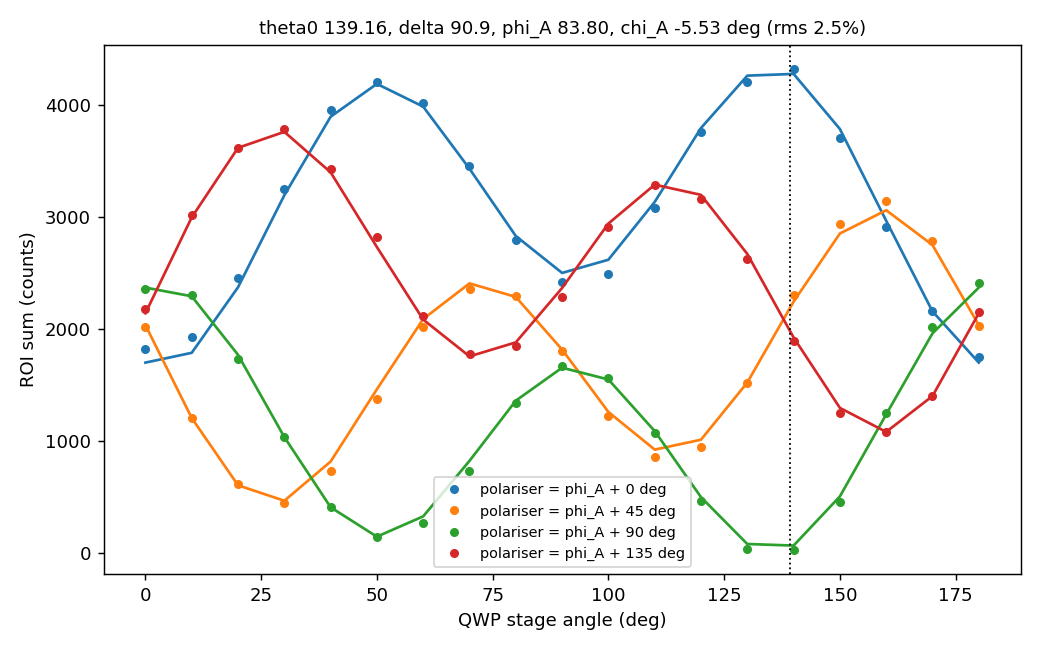 theta0 139.16, delta 90.9, phi_A 83.80, chi_A -5.53 deg (rms 2.5%)
ROI sum (counts)
4000
3000
2000
1000
0
polariser = phi_A + 0 deg
polariser = phi_A + 45 deg
polariser = phi_A + 90 deg
polariser = phi_A + 135 deg
0 25 50 75 100 125 150 175
QWP stage angle (deg)